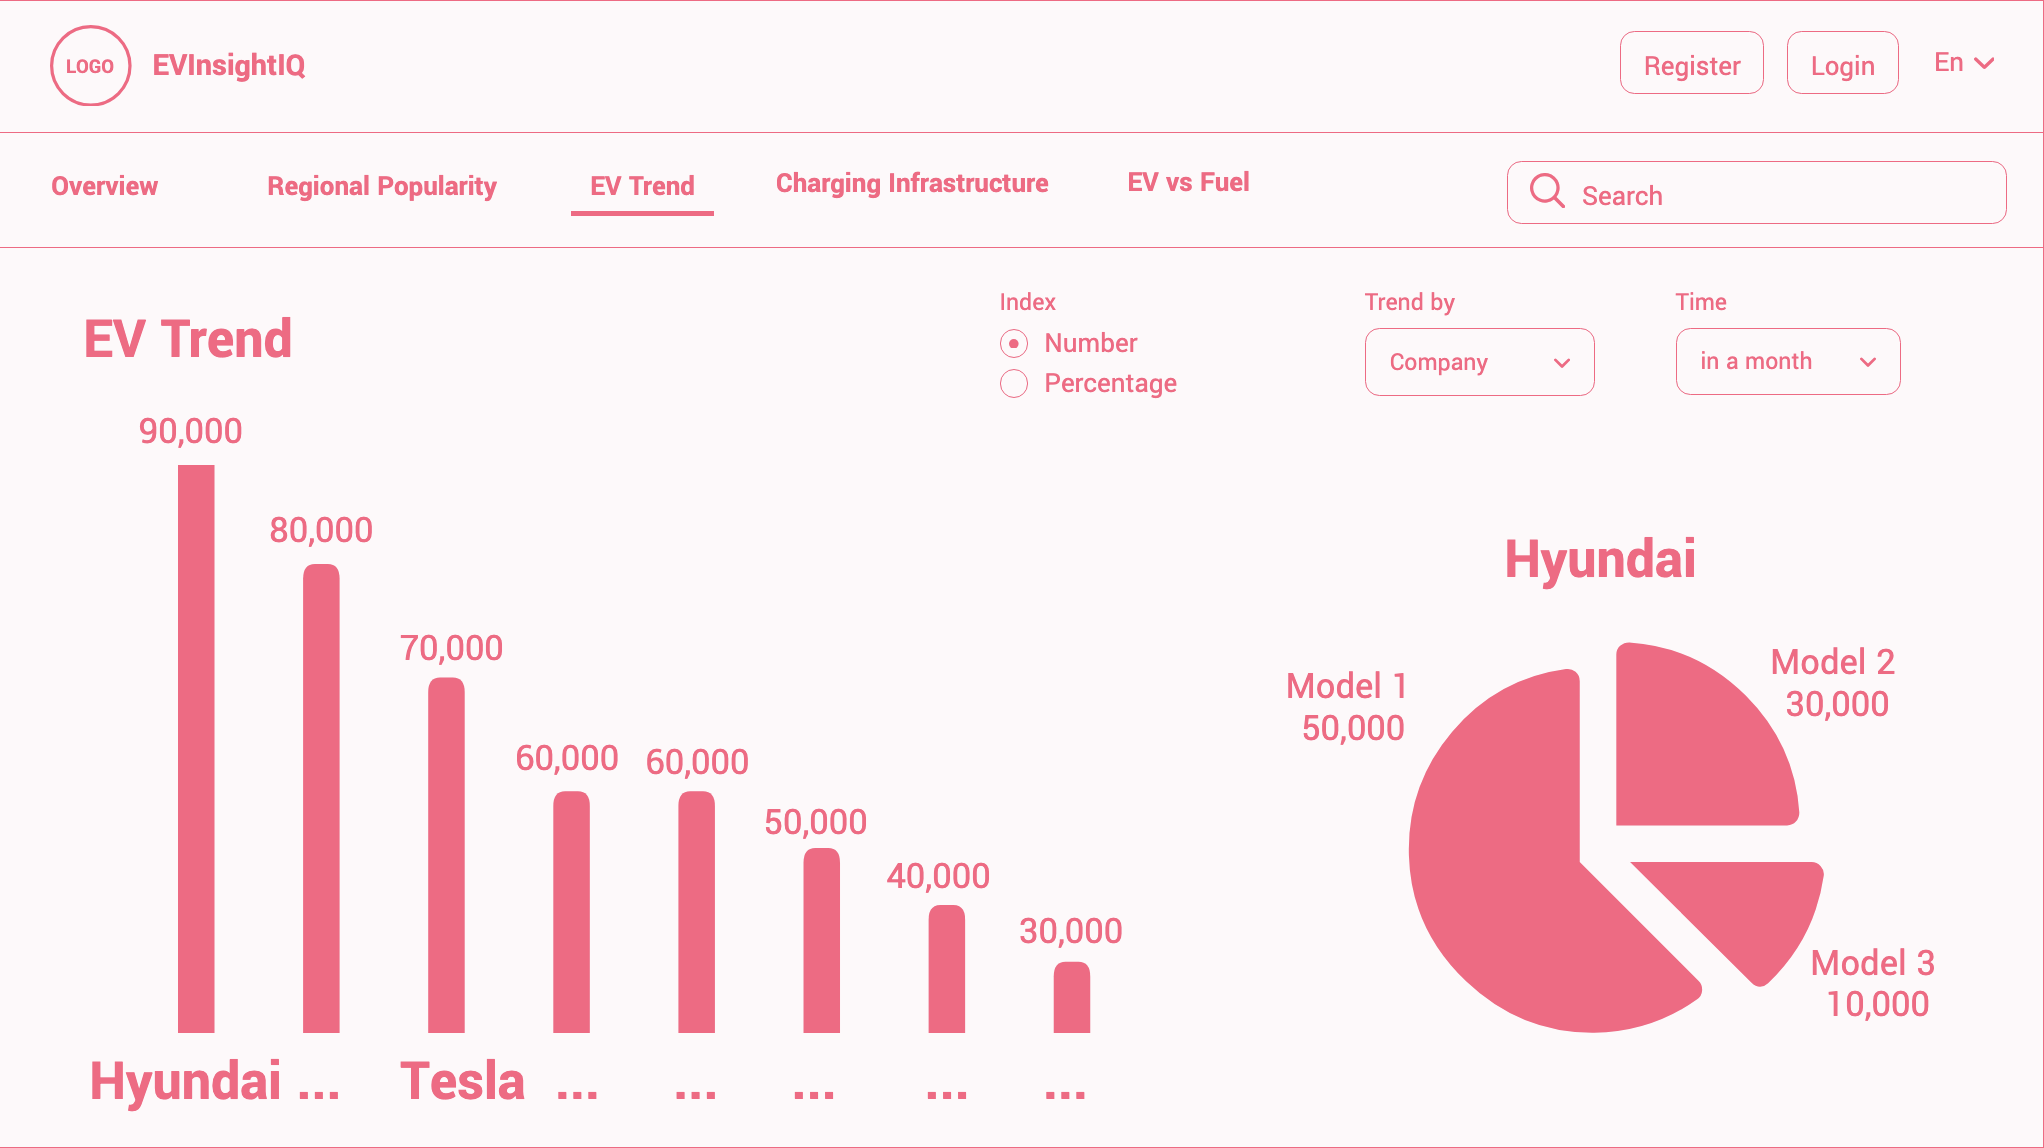 LOGO
EVInsightIQ
Register
Login
En
Overview
Regional Popularity
EV Trend
Charging Infrastructure
EV vs Fuel
Search
EV Trend
Index
Number
Percentage
Trend by
Company
Time
in a month
90,000
80,000
70,000
60,000
60,000
50,000
40,000
30,000
Hyundai
...
Tesla
...
...
...
...
...
Hyundai
Model 1
50,000
Model 2
30,000
Model 3
10,000